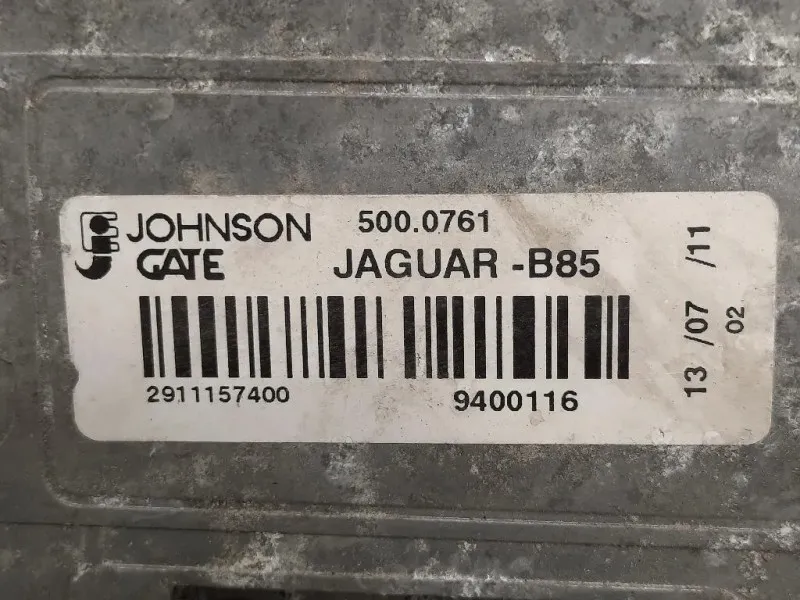 JOHNSON 500.0761
GATE JAGUAR -B85
2911157400 9400116
13 /07 /11
02